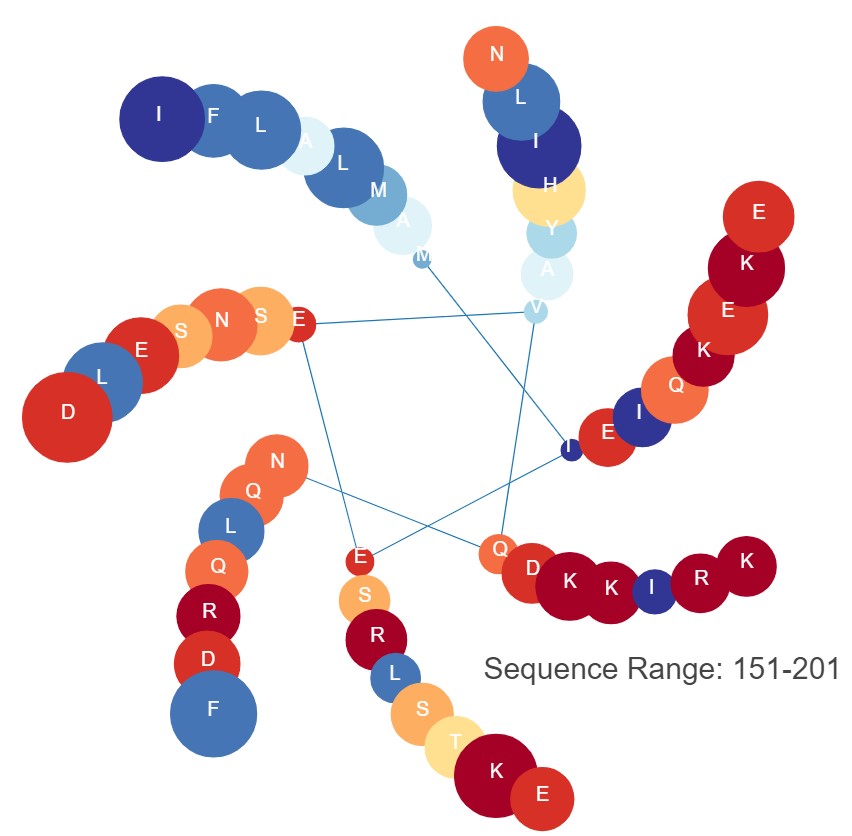 I F L A L M A M
N L I H Y A V
E K E K Q I E I
D L E S N S E
N Q L Q R D F
E S R L S T K E
Q D K K I R K
Sequence Range: 151-201